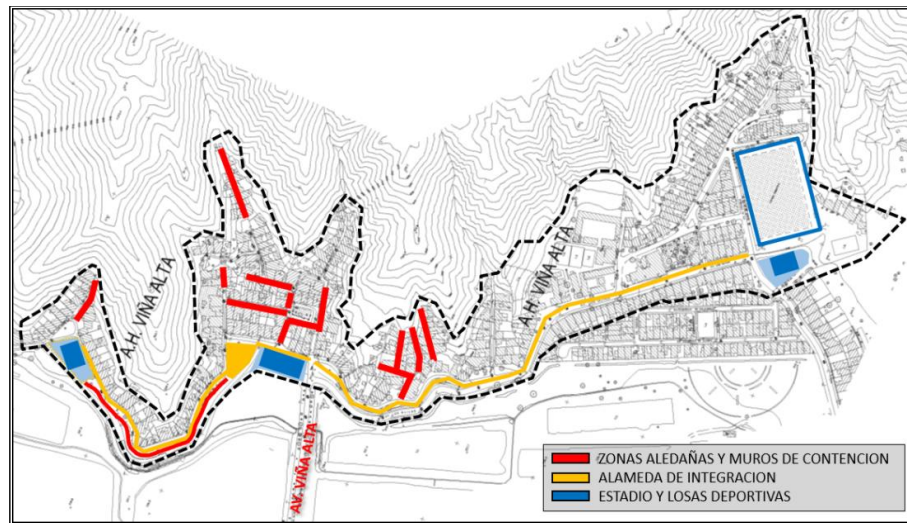 A.H. VIÑA ALTA
A.H. VIÑA ALTA
AV. VIÑA ALTA
ZONAS ALEDAÑAS Y MUROS DE CONTENCION
ALAMEDA DE INTEGRACION
ESTADIO Y LOSAS DEPORTIVAS